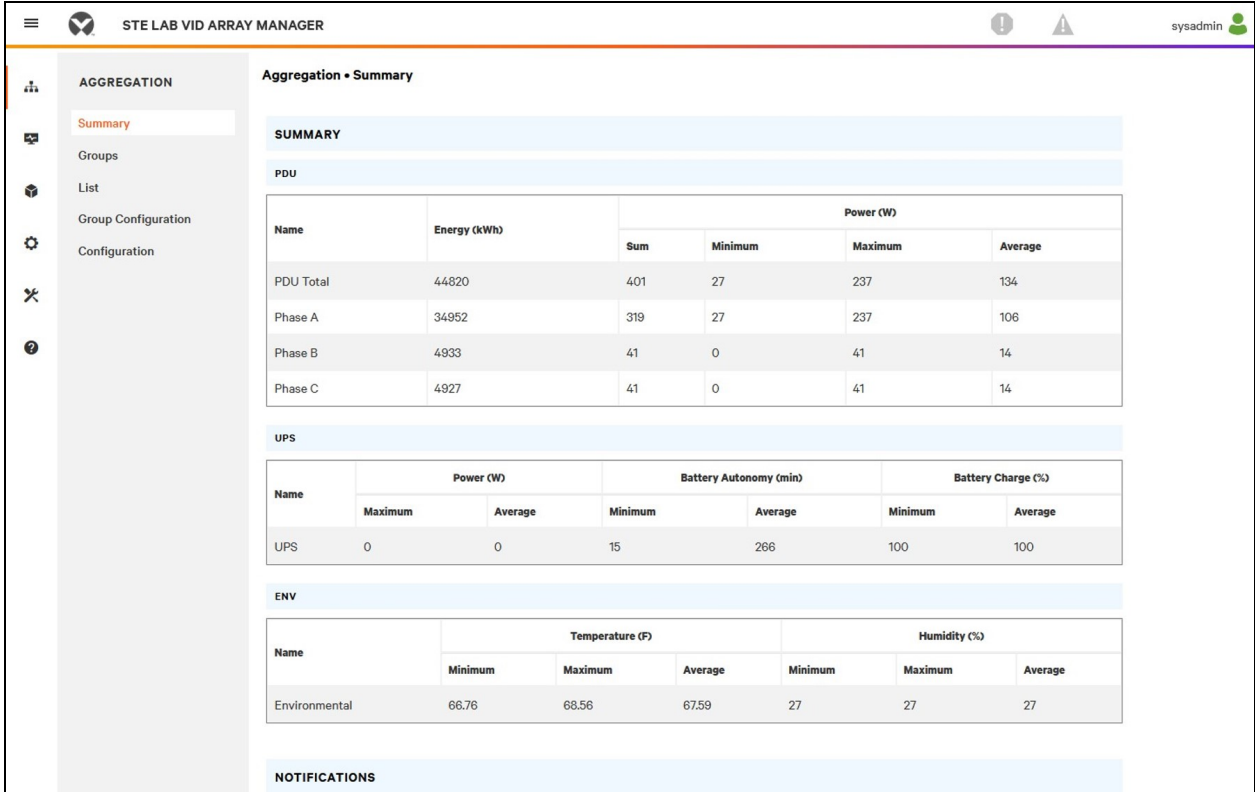 STE LAB VID ARRAY MANAGER
sysadmin
AGGREGATION
Summary
Groups
List
Group Configuration
Configuration
Aggregation • Summary
SUMMARY
PDU
Name Energy (kWh) Power (W)
Sum Minimum Maximum Average
PDU Total 44820 401 27 237 134
Phase A 34952 319 27 237 106
Phase B 4933 41 0 41 14
Phase C 4927 41 0 41 14
UPS
Name Power (W) Battery Autonomy (min) Battery Charge (%)
Maximum Average Minimum Average Minimum Average
UPS 0 0 15 266 100 100
ENV
Name Temperature (F) Humidity (%)
Minimum Maximum Average Minimum Maximum Average
Environmental 66.76 68.56 67.59 27 27 27
NOTIFICATIONS